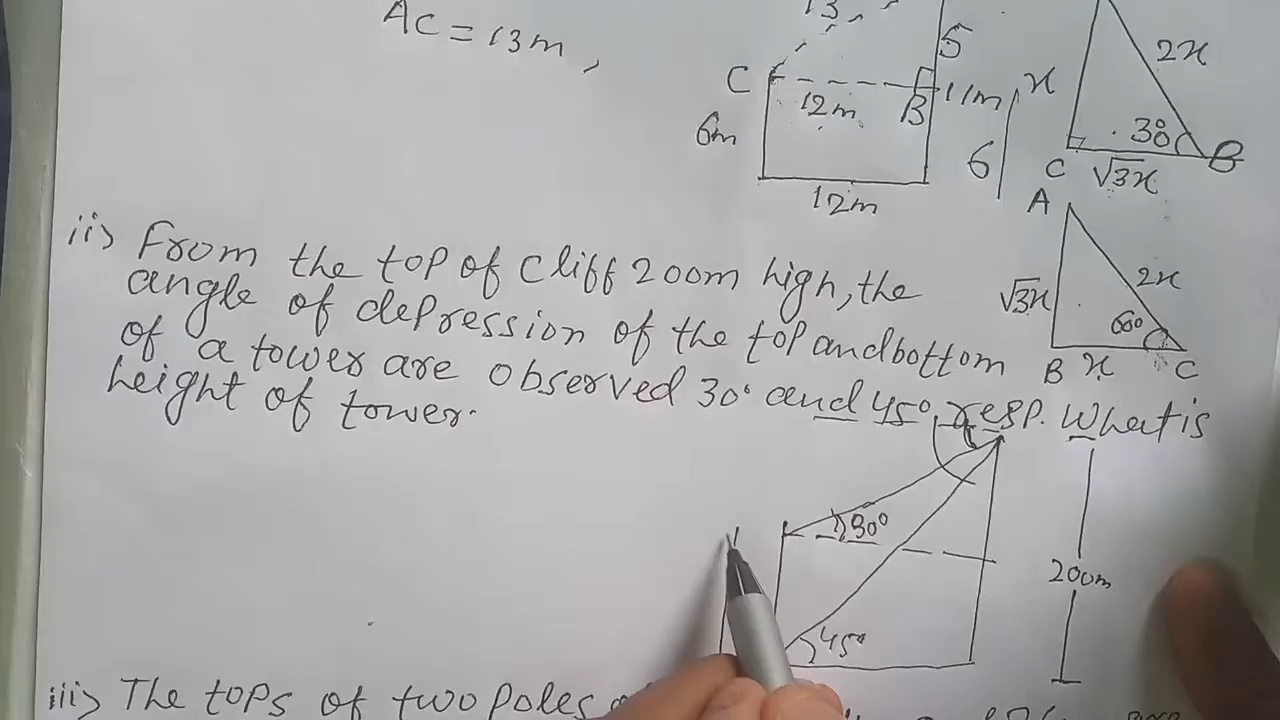 AC = 13m,
13
5
C
12m
B
11m
6m
6
12m
x
2x
30°
C
√3x
B
A
√3x
2x
60°
B x C
ii) From the top of cliff 200m high, the
angle of depression of the top and bottom
of a tower are observed 30° and 45° resp. What is
height of tower.
30°
45°
200m
iii) The tops of two poles